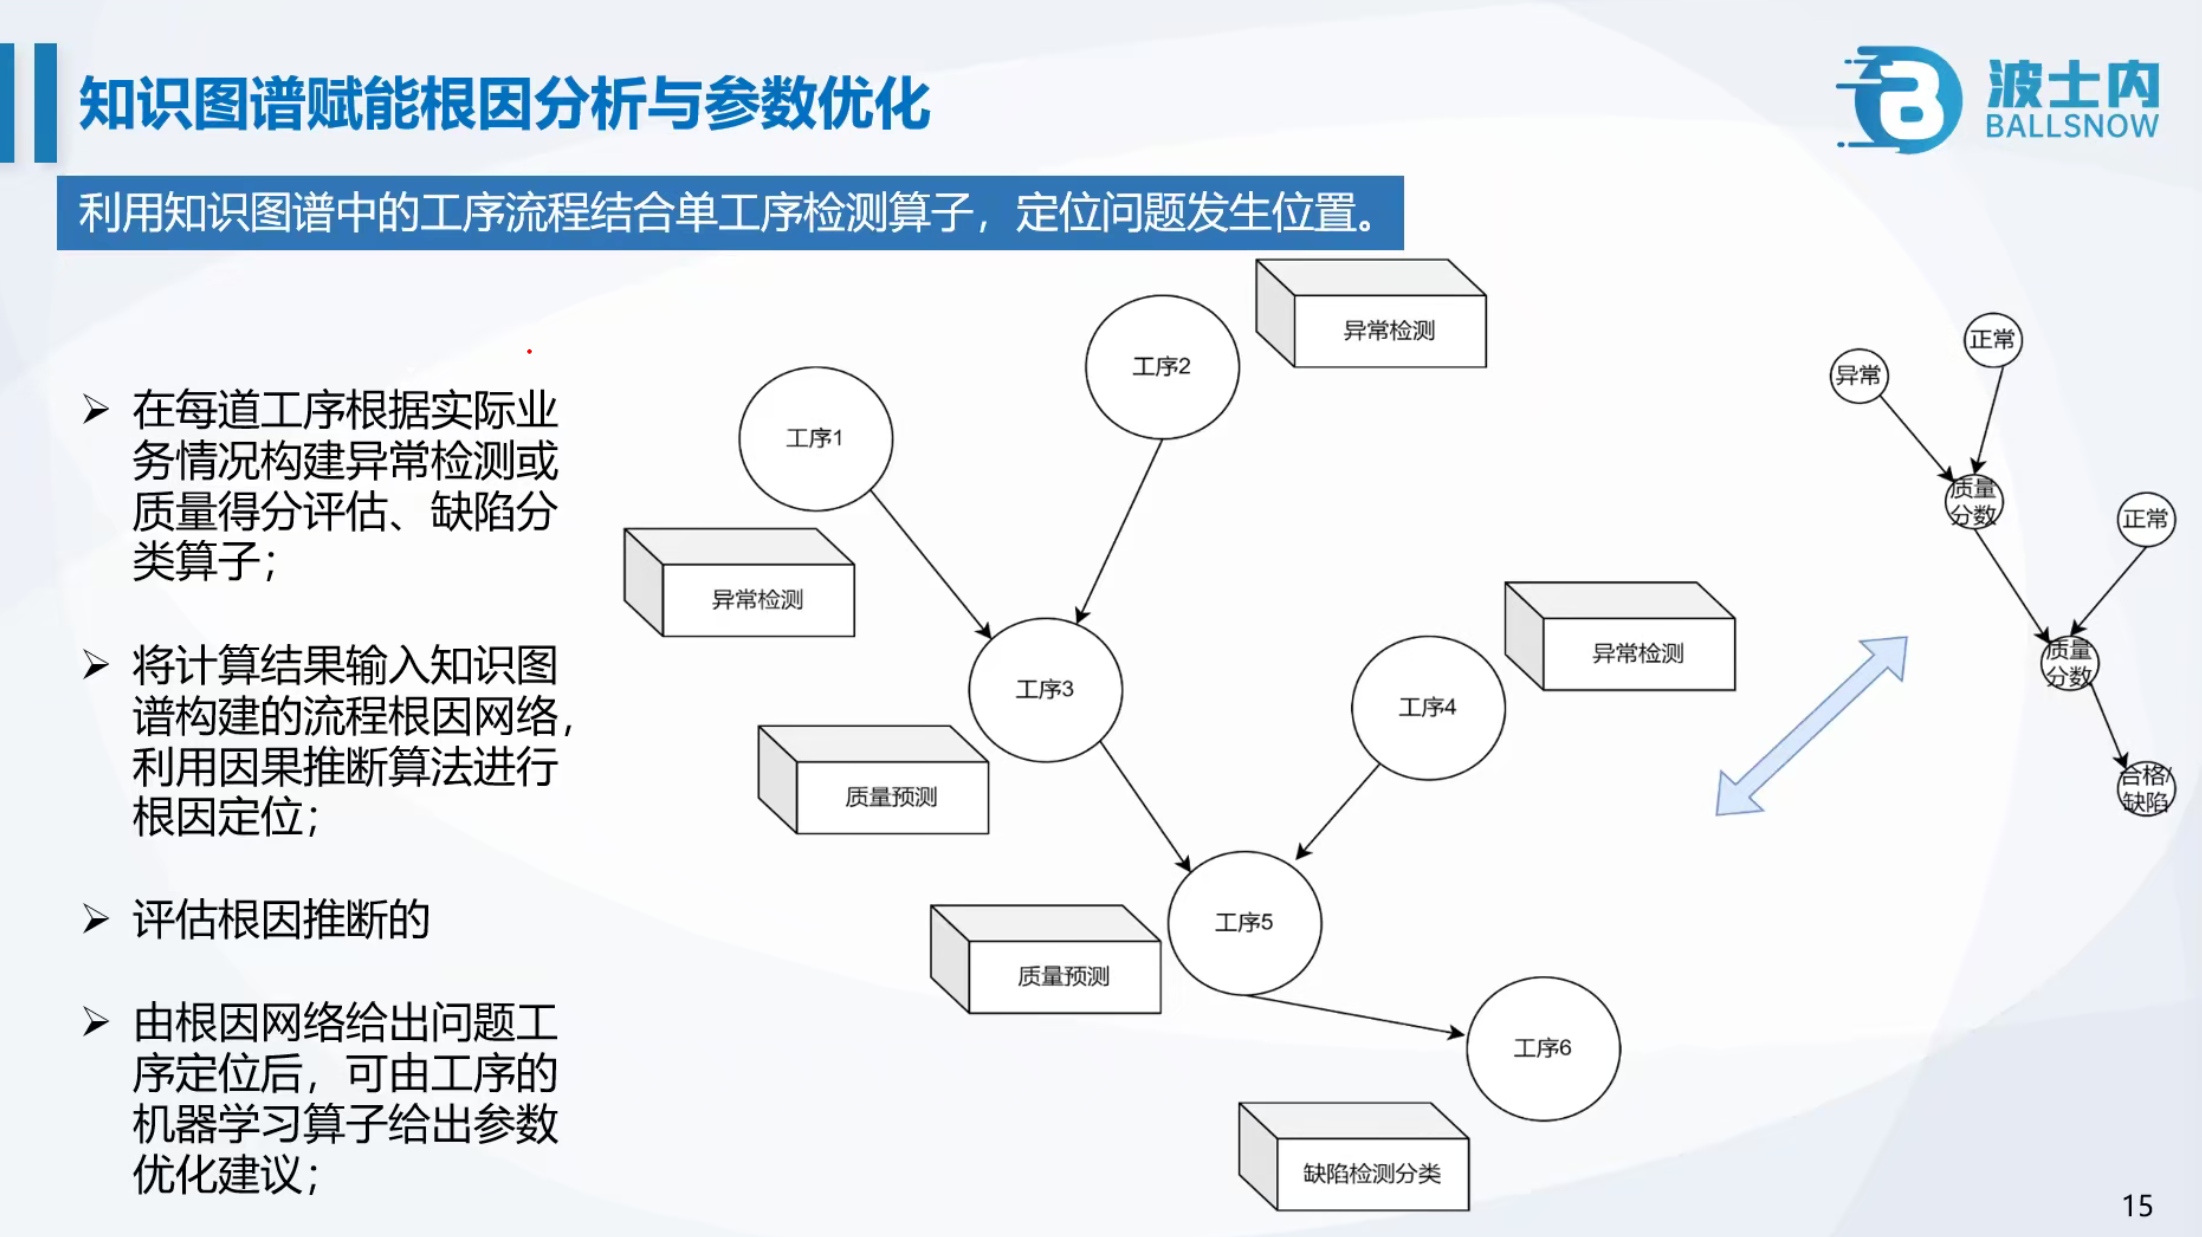 知识图谱赋能根因分析与参数优化
波士内
BALLSNOW
利用知识图谱中的工序流程结合单工序检测算子，定位问题发生位置。
在每道工序根据实际业
务情况构建异常检测或
质量得分评估、缺陷分
类算子；
将计算结果输入知识图
谱构建的流程根因网络，
利用因果推断算法进行
根因定位；
评估根因推断的
由根因网络给出问题工
序定位后，可由工序的
机器学习算子给出参数
优化建议；
异常检测
工序2
工序1
异常检测
工序3
异常检测
工序4
质量预测
工序5
质量预测
工序6
缺陷检测分类
正常
异常
质量
分数
正常
质量
分数
合格/
缺陷
15